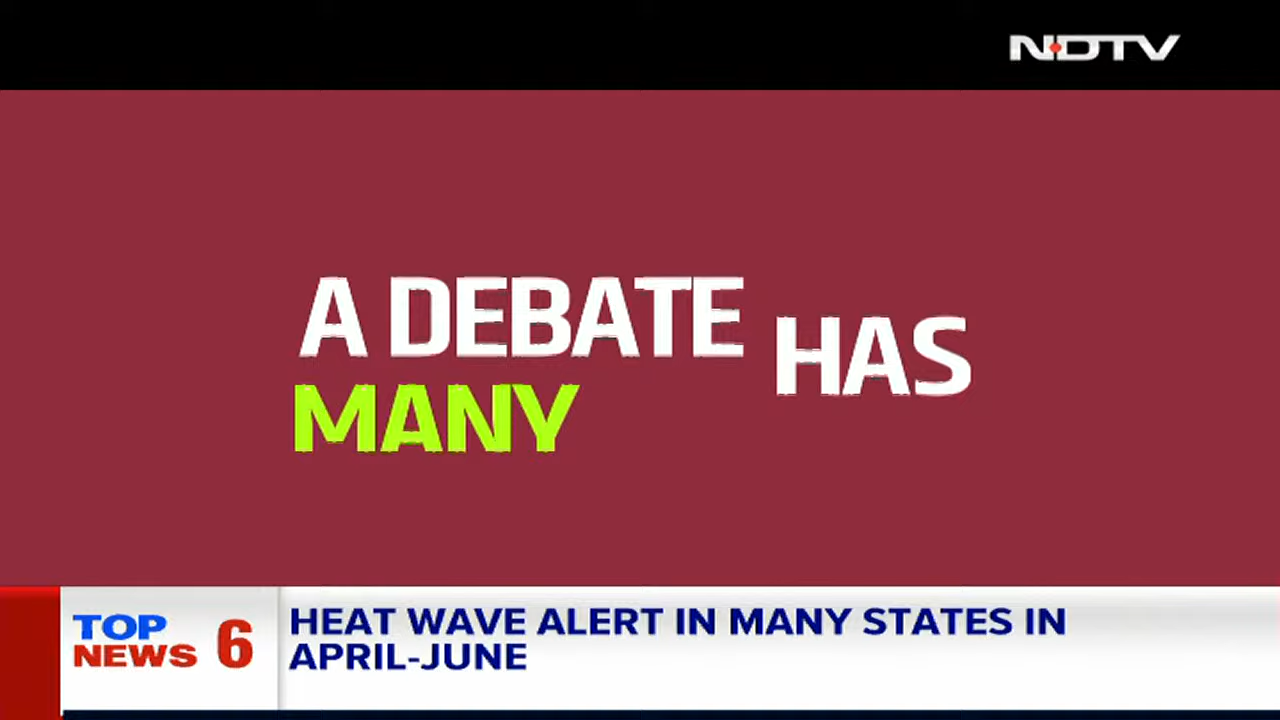 NDTV
A DEBATE HAS
MANY
TOP
NEWS 6
HEAT WAVE ALERT IN MANY STATES IN
APRIL-JUNE